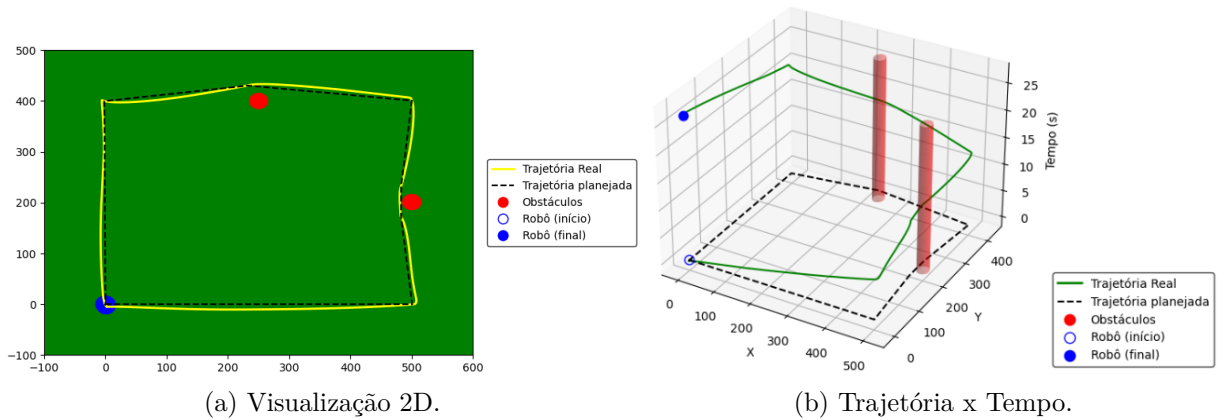 500
400
300
200
100
0
−100
−100
0
100
200
300
400
500
600
Trajetória Real
Trajetória planejada
Obstáculos
Robô (início)
Robô (final)
(a) Visualização 2D.
25
20
15
10
5
0
Tempo (s)
400
300
200
100
0
Y
0
100
200
300
400
500
X
Trajetória Real
Trajetória planejada
Obstáculos
Robô (início)
Robô (final)
(b) Trajetória x Tempo.